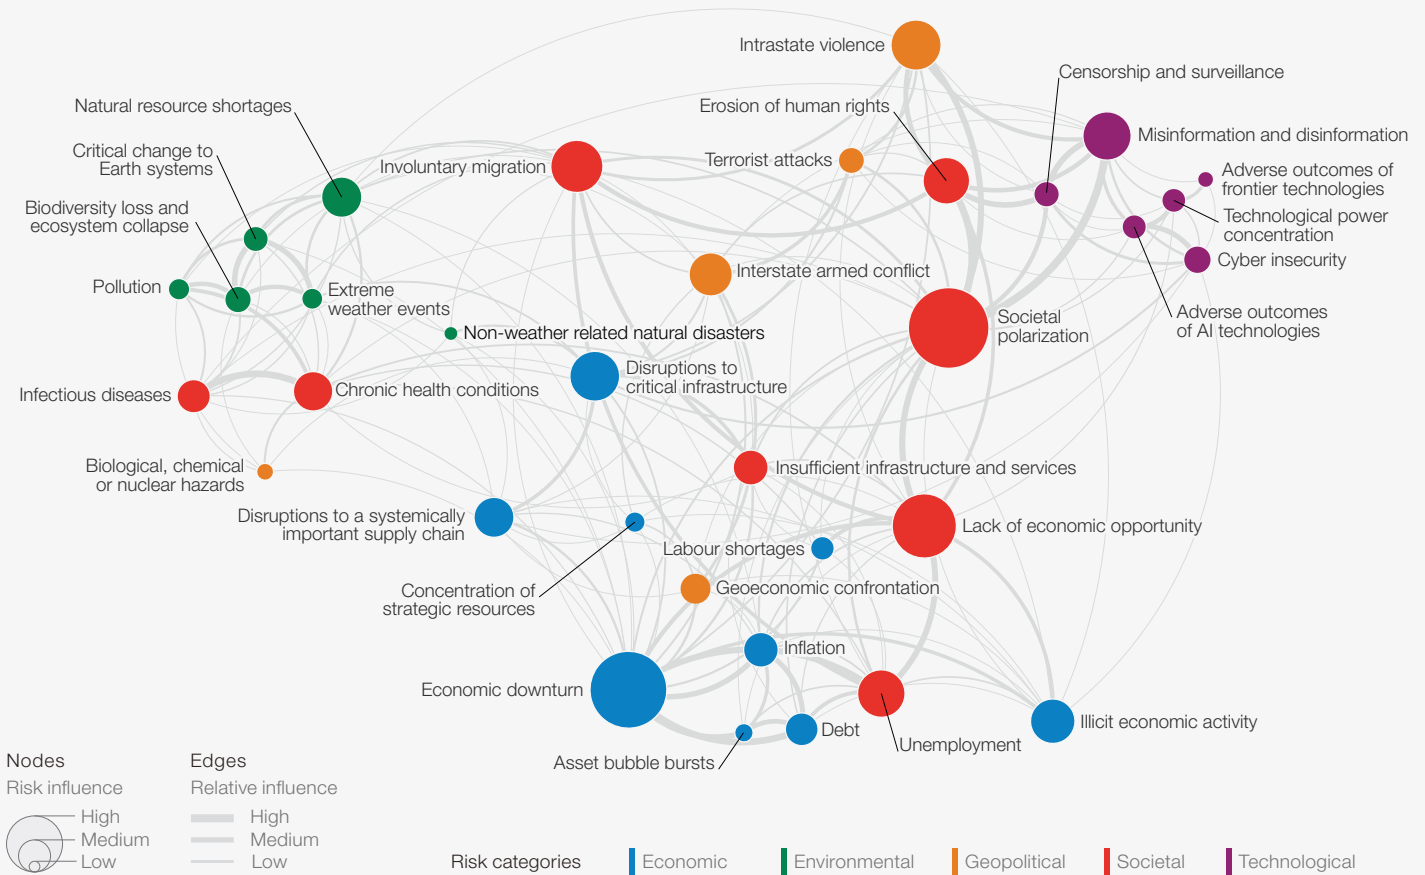 Intrastate violence
Censorship and surveillance
Natural resource shortages
Erosion of human rights
Misinformation and disinformation
Critical change to
Earth systems
Involuntary migration
Terrorist attacks
Adverse outcomes of
frontier technologies
Biodiversity loss and
ecosystem collapse
Technological power
concentration
Cyber insecurity
Interstate armed conflict
Pollution
Extreme
weather events
Adverse outcomes
of AI technologies
Societal
polarization
Non-weather related natural disasters
Disruptions to
critical infrastructure
Infectious diseases
Chronic health conditions
Biological, chemical
or nuclear hazards
Insufficient infrastructure and services
Disruptions to a systemically
important supply chain
Lack of economic opportunity
Labour shortages
Concentration of
strategic resources
Geoeconomic confrontation
Inflation
Economic downturn
Illicit economic activity
Debt
Unemployment
Asset bubble bursts
Nodes
Risk influence
High
Medium
Low
Edges
Relative influence
High
Medium
Low
Risk categories
Economic
Environmental
Geopolitical
Societal
Technological